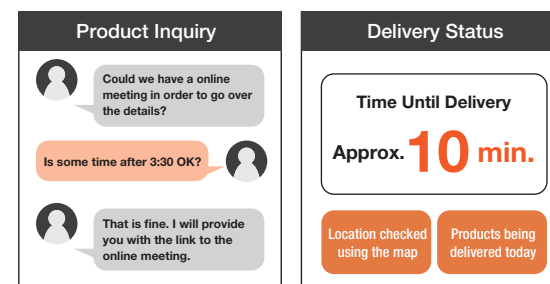 Product Inquiry
Could we have a online
meeting in order to go over
the details?
Is some time after 3:30 OK?
That is fine. I will provide
you with the link to the
online meeting.
Delivery Status
Time Until Delivery
Approx. 10 min.
Location checked
using the map
Products being
delivered today